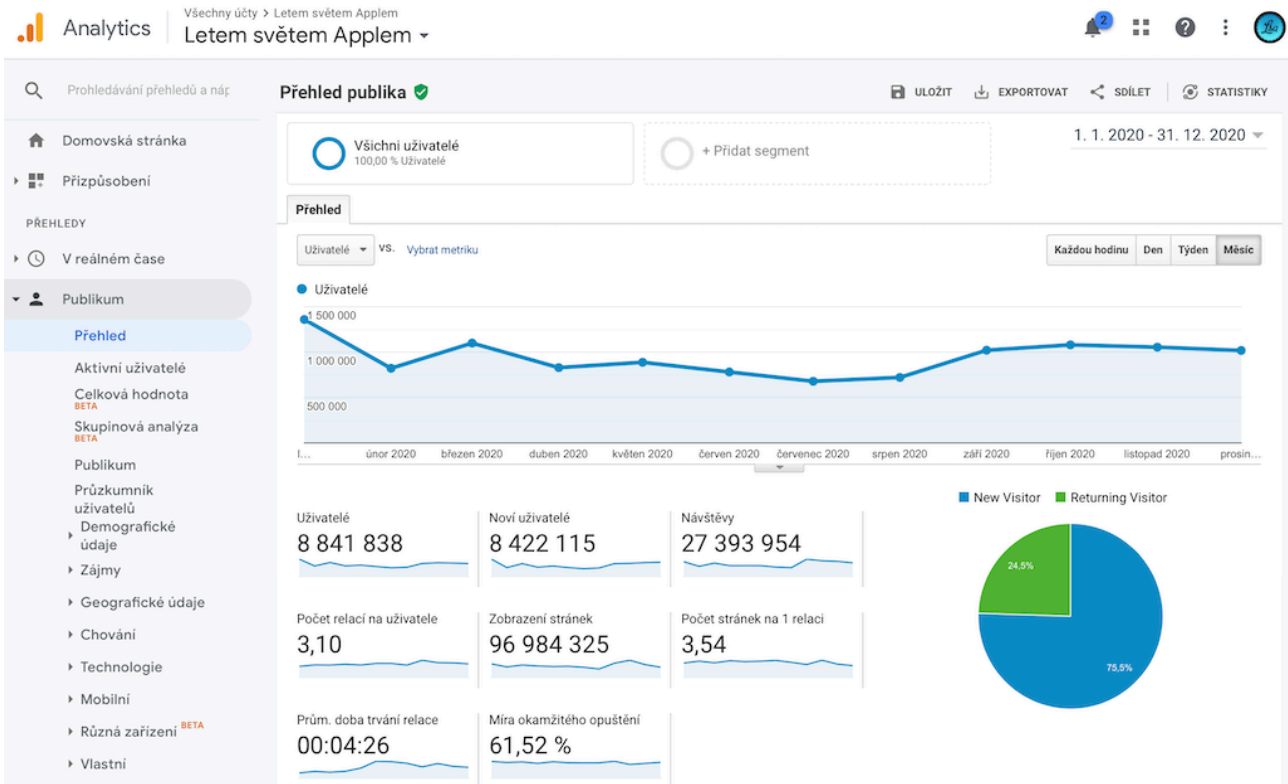 Všechny účty > Letem světem Applem
Analytics
Letem světem Applem
2
Prohledávání přehledů a náp
Přehled publika
ULOŽIT
EXPORTOVAT
SDÍLET
STATISTIKY
Domovská stránka
Přizpůsobení
PŘEHLEDY
V reálném čase
Publikum
Přehled
Aktivní uživatelé
Celková hodnota
BETA
Skupinová analýza
BETA
Publikum
Průzkumník
uživatelů
Demografické
údaje
Zájmy
Geografické údaje
Chování
Technologie
Mobilní
Různá zařízení BETA
Vlastní
Všichni uživatelé
100,00 % Uživatelé
+ Přidat segment
1. 1. 2020 - 31. 12. 2020
Přehled
Uživatelé
VS.
Vybrat metriku
Každou hodinu
Den
Týden
Měsíc
Uživatelé
1 500 000
1 000 000
500 000
l...
únor 2020
březen 2020
duben 2020
květen 2020
červen 2020
červenec 2020
srpen 2020
září 2020
říjen 2020
listopad 2020
prosin...
Uživatelé
8 841 838
Noví uživatelé
8 422 115
Návštěvy
27 393 954
Počet relací na uživatele
3,10
Zobrazení stránek
96 984 325
Počet stránek na 1 relaci
3,54
Prům. doba trvání relace
00:04:26
Míra okamžitého opuštění
61,52 %
New Visitor
Returning Visitor
24,5%
75,5%